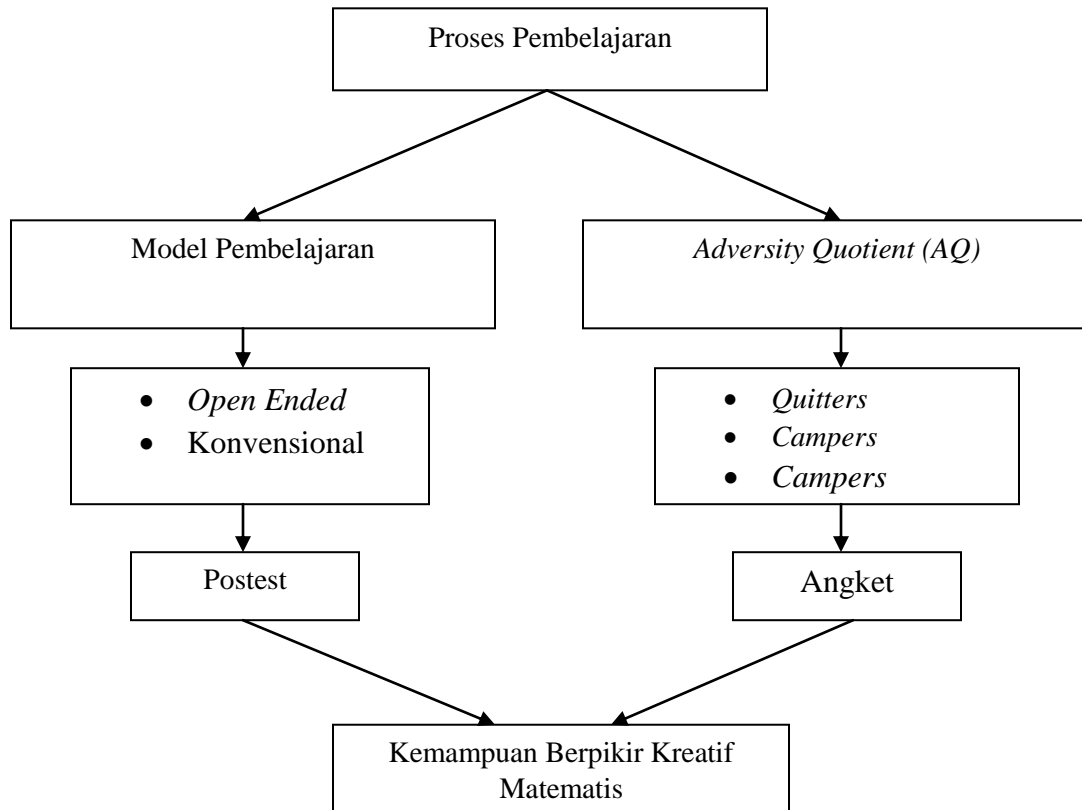 Proses Pembelajaran
Model Pembelajaran
Adversity Quotient (AQ)
• Open Ended
• Konvensional
• Quitters
• Campers
• Campers
Postest
Angket
Kemampuan Berpikir Kreatif
Matematis